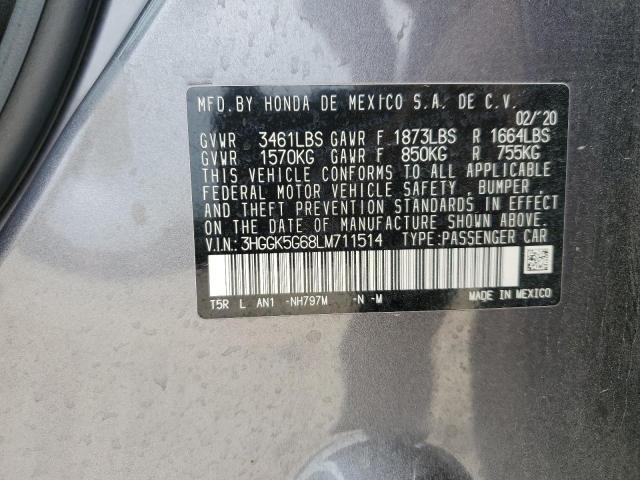 MFD. BY HONDA DE MEXICO S.A. DE C.V.
02/'20
GVWR 3461LBS GAWR F 1873LBS R 1664LBS
GVWR 1570KG GAWR F 850KG R 755KG
THIS VEHICLE CONFORMS TO ALL APPLICABLE
FEDERAL MOTOR VEHICLE SAFETY, BUMPER,
AND THEFT PREVENTION STANDARDS IN EFFECT
ON THE DATE OF MANUFACTURE SHOWN ABOVE.
V.I.N.: 3HGGK5G68LM711514 TYPE: PASSENGER CAR
T5R L AN1 -NH797M -N -M MADE IN MEXICO